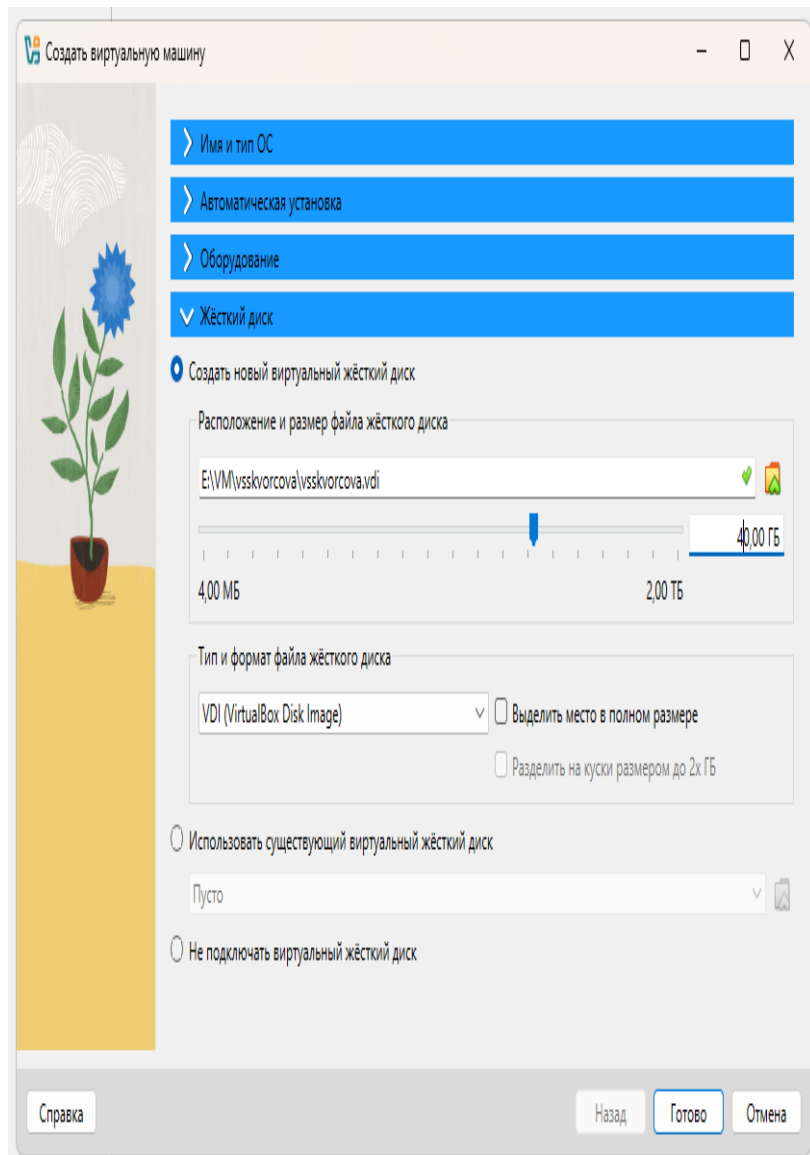 Создать виртуальную машину
Имя и тип ОС
Автоматическая установка
Оборудование
Жёсткий диск
Создать новый виртуальный жёсткий диск
Расположение и размер файла жёсткого диска
E:\VM\vsskvorcova\vsskvorcova.vdi
40,00 ГБ
4,00 МБ 2,00 ТБ
Тип и формат файла жёсткого диска
VDI (VirtualBox Disk Image) Выделить место в полном размере
Разделить на куски размером до 2х ГБ
Использовать существующий виртуальный жёсткий диск
Пусто
Не подключать виртуальный жёсткий диск
Справка Назад Готово Отмена